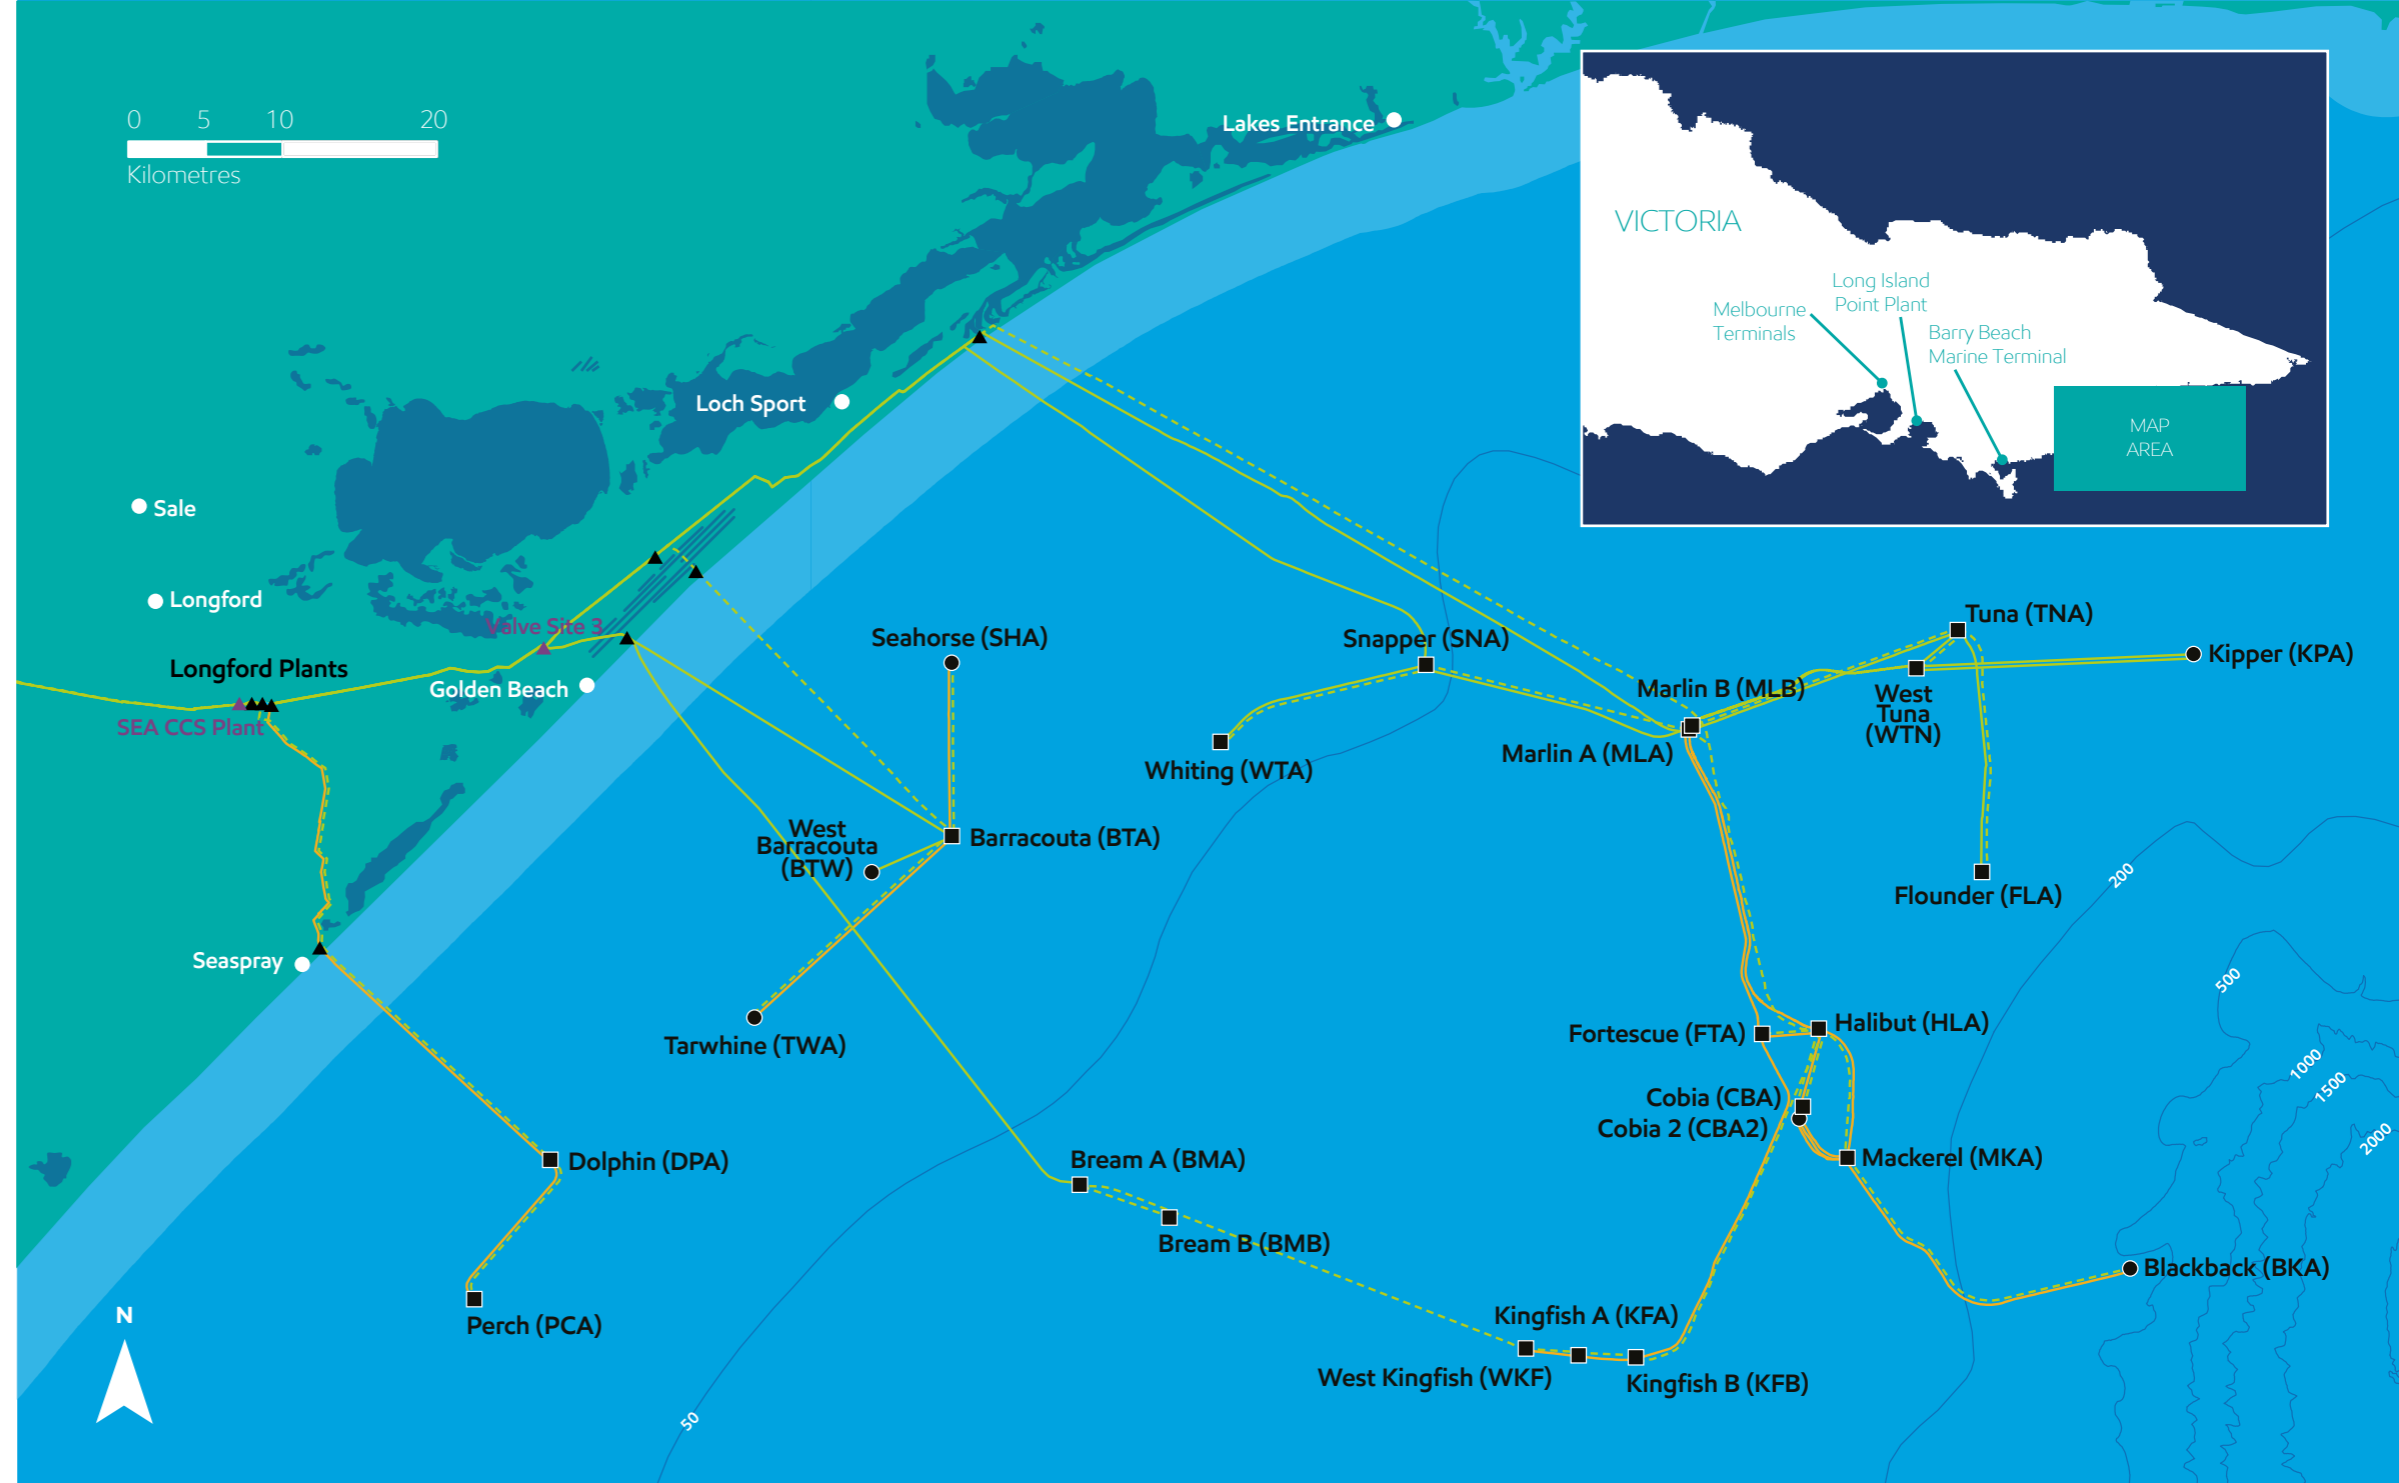 0 5 10 20
Kilometres
Lakes Entrance
VICTORIA
Long Island
Point Plant
Melbourne
Terminals
Barry Beach
Marine Terminal
MAP
AREA
Loch Sport
Sale
Longford
Valve Site 3
Longford Plants
Golden Beach
SEA CCS Plant
Seaspray
Seahorse (SHA)
Snapper (SNA)
Tuna (TNA)
Kipper (KPA)
Marlin B (MLB)
West
Tuna
(WTN)
Marlin A (MLA)
Whiting (WTA)
West
Barracouta
(BTW)
Barracouta (BTA)
Flounder (FLA)
200
500
1000
1500
2000
Tarwhine (TWA)
Fortescue (FTA)
Halibut (HLA)
Cobia (CBA)
Cobia 2 (CBA2)
Mackerel (MKA)
Dolphin (DPA)
Bream A (BMA)
Bream B (BMB)
Blackback (BKA)
Perch (PCA)
Kingfish A (KFA)
West Kingfish (WKF)
Kingfish B (KFB)
50
N